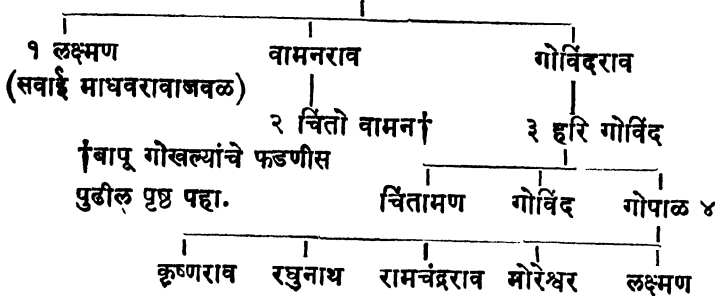 १ लक्ष्मण वामनराव गोविंदराव
(सवाई माधवरावाजवळ)
२ चिंतो वामन† ३ हरि गोविंद
†बापू गोखल्यांचे फडणीस
पुढील पृष्ठ पहा. चिंतामण गोविंद गोपाळ ४
कृष्णराव रघुनाथ रामचंद्रराव मोरेश्वर लक्ष्मण